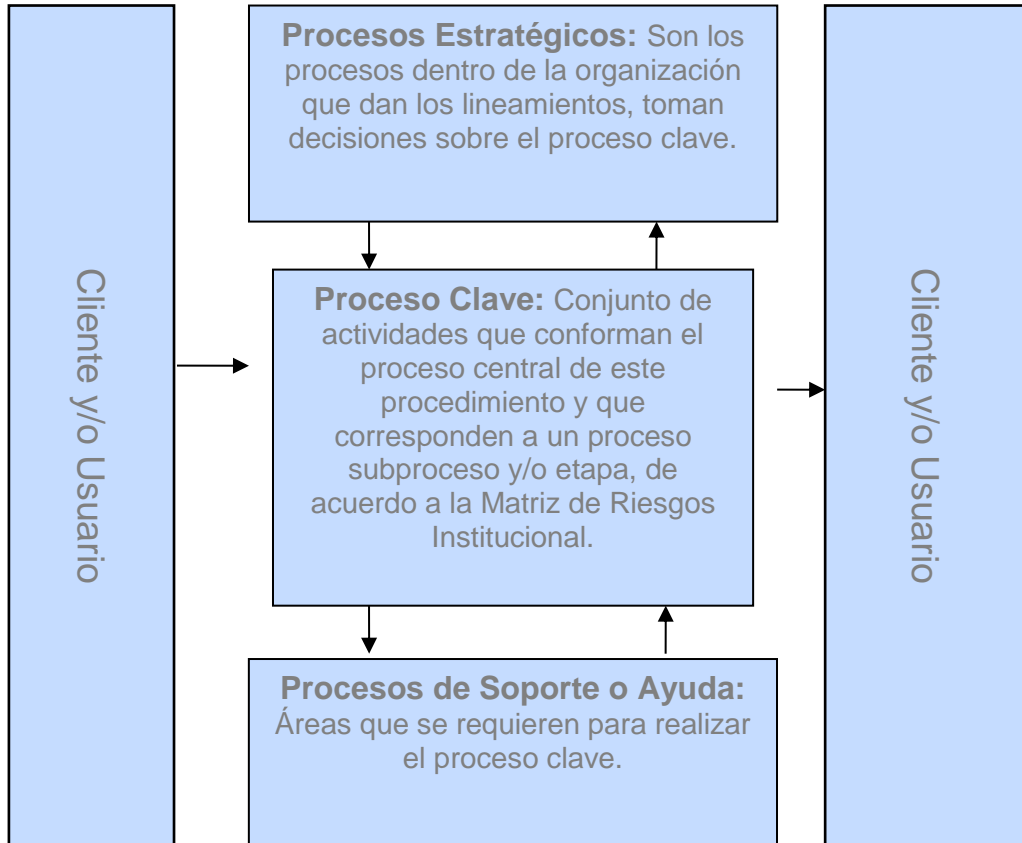 Cliente y/o Usuario
Procesos Estratégicos: Son los
procesos dentro de la organización
que dan los lineamientos, toman
decisiones sobre el proceso clave.
Proceso Clave: Conjunto de
actividades que conforman el
proceso central de este
procedimiento y que
corresponden a un proceso
subproceso y/o etapa, de
acuerdo a la Matriz de Riesgos
Institucional.
Procesos de Soporte o Ayuda:
Áreas que se requieren para realizar
el proceso clave.
Cliente y/o Usuario